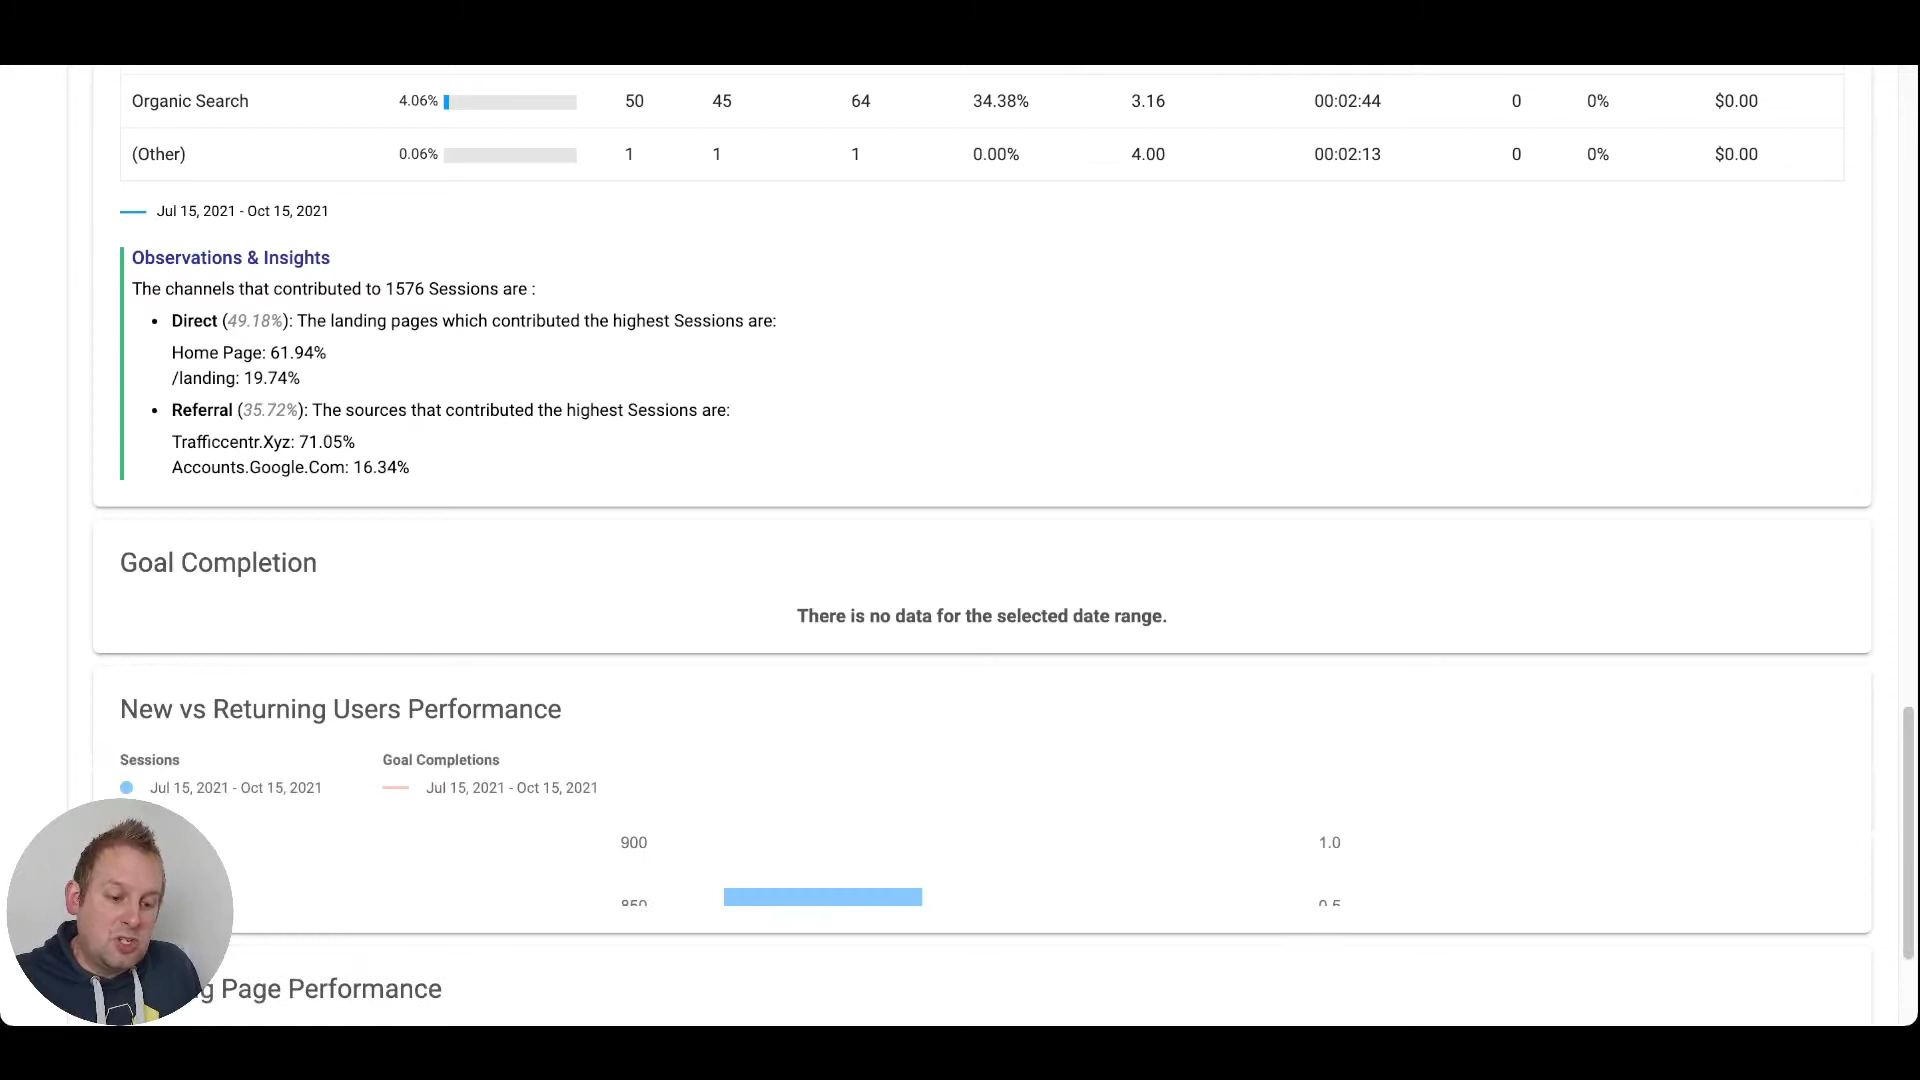 Organic Search 4.06% 50 45 64 34.38% 3.16 00:02:44 0 0% $0.00
(Other) 0.06% 1 1 1 0.00% 4.00 00:02:13 0 0% $0.00
Jul 15, 2021 - Oct 15, 2021
Observations & Insights
The channels that contributed to 1576 Sessions are :
• Direct (49.18%): The landing pages which contributed the highest Sessions are:
Home Page: 61.94%
/landing: 19.74%
• Referral (35.72%): The sources that contributed the highest Sessions are:
Trafficcentr.Xyz: 71.05%
Accounts.Google.Com: 16.34%
Goal Completion
There is no data for the selected date range.
New vs Returning Users Performance
Sessions Goal Completions
Jul 15, 2021 - Oct 15, 2021 Jul 15, 2021 - Oct 15, 2021
900 1.0
850 0.5
Page Performance